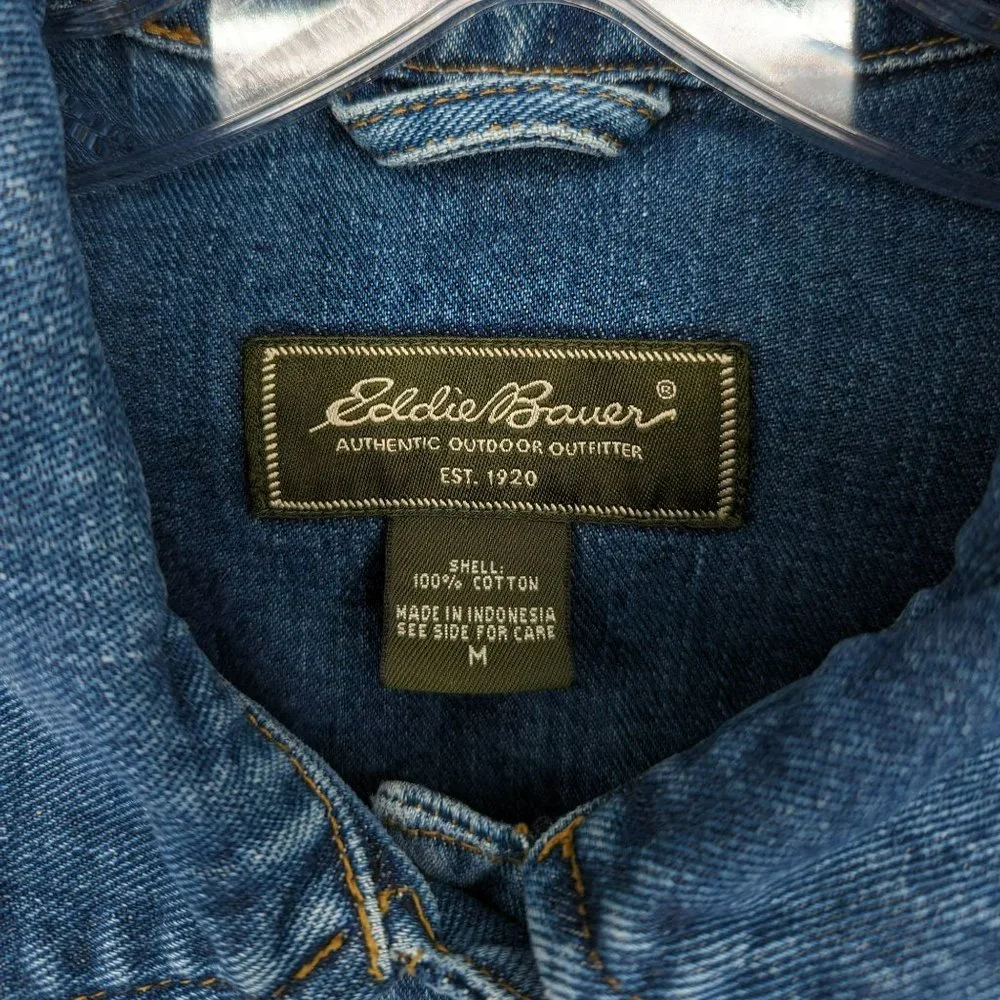 Eddie Bauer ®
AUTHENTIC OUTDOOR OUTFITTER
EST. 1920
SHELL:
100% COTTON
MADE IN INDONESIA
SEE SIDE FOR CARE
M